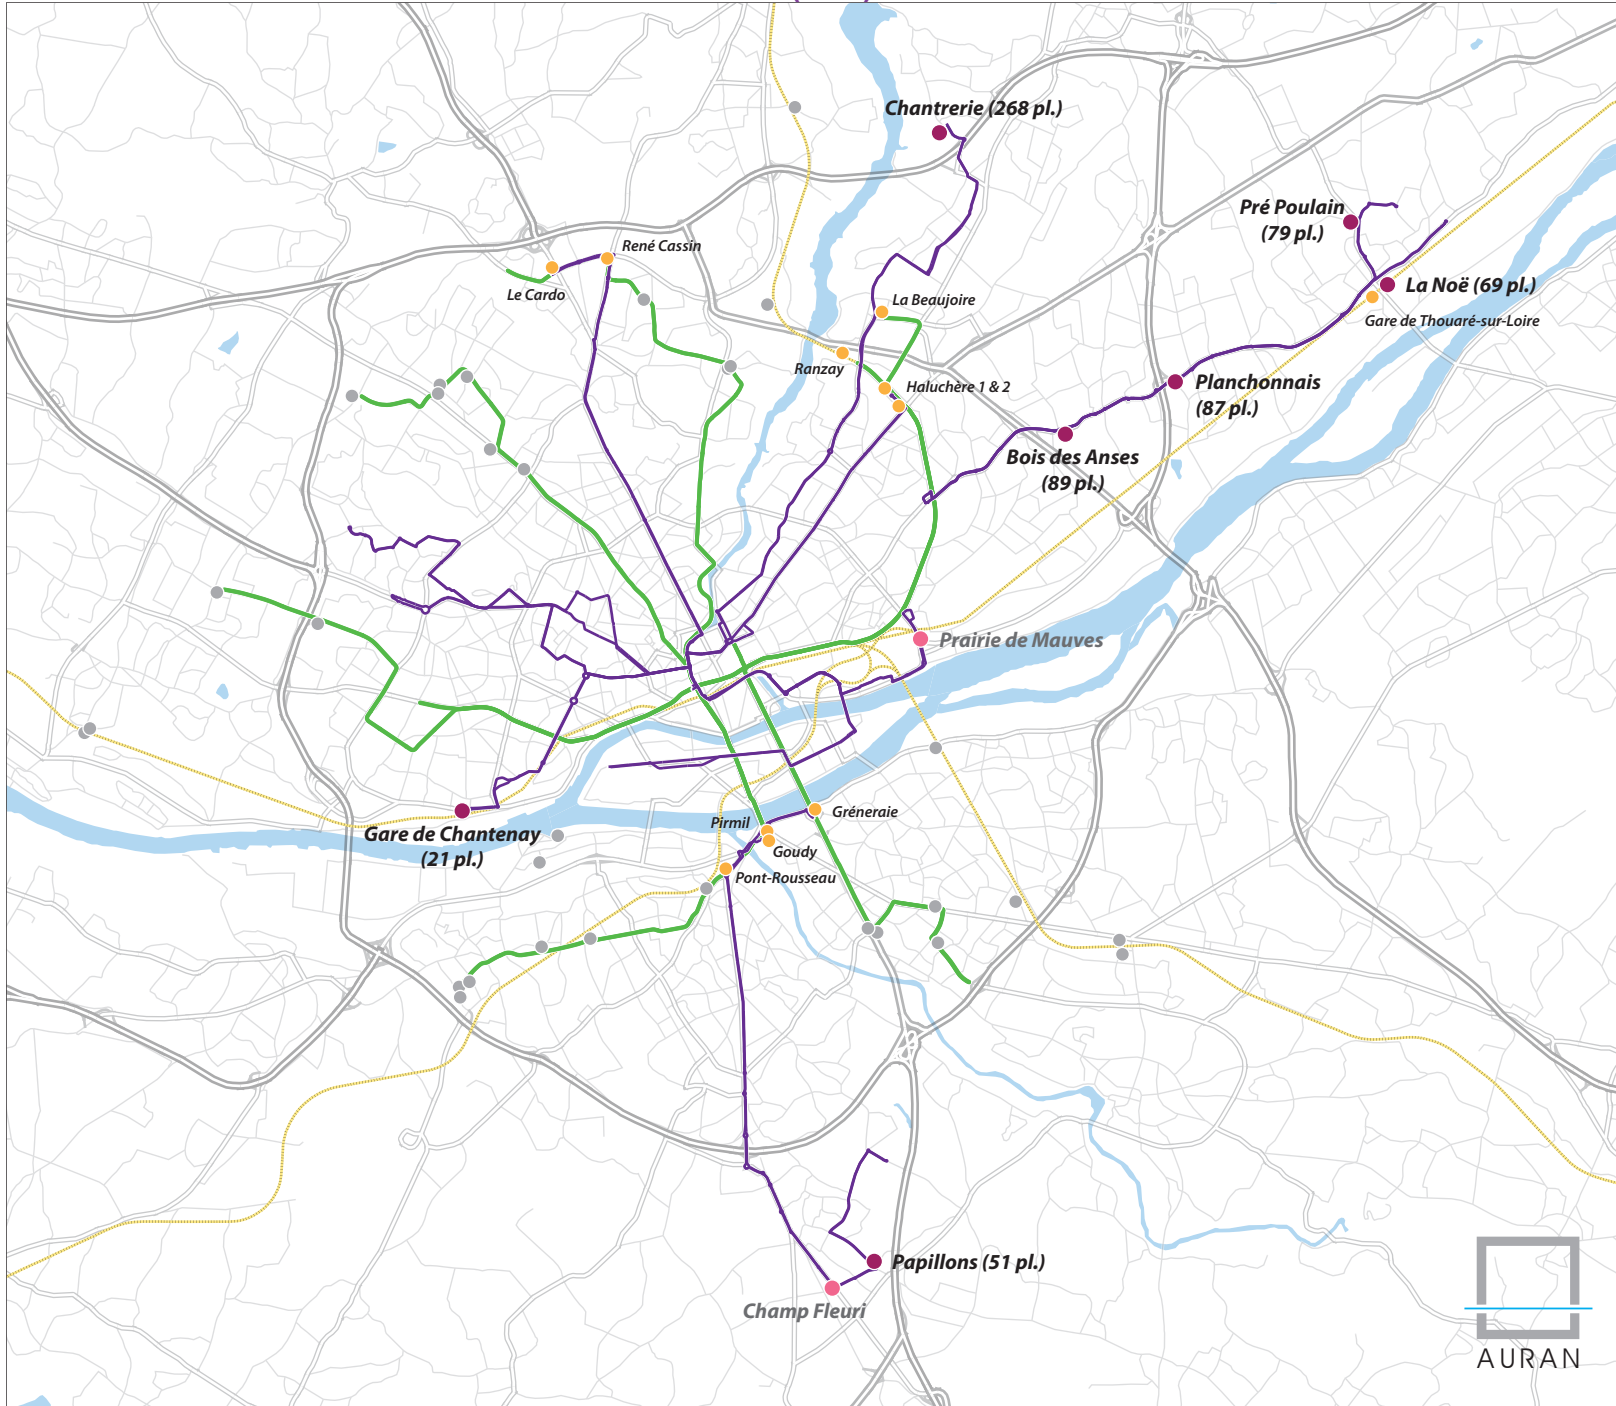 Chantrerie (268 pl.)
Pré Poulain
(79 pl.)
René Cassin
Le Cardo
La Noë (69 pl.)
La Beaujoire
Gare de Thouaré-sur-Loire
Ranzay
Haluchère 1 & 2
Planchonnais
(87 pl.)
Bois des Anses
(89 pl.)
Prairie de Mauves
Gréneraie
Pirmil
Gare de Chantenay
(21 pl.)
Goudy
Pont-Rousseau
Papillons (51 pl.)
Champ Fleuri
AURAN